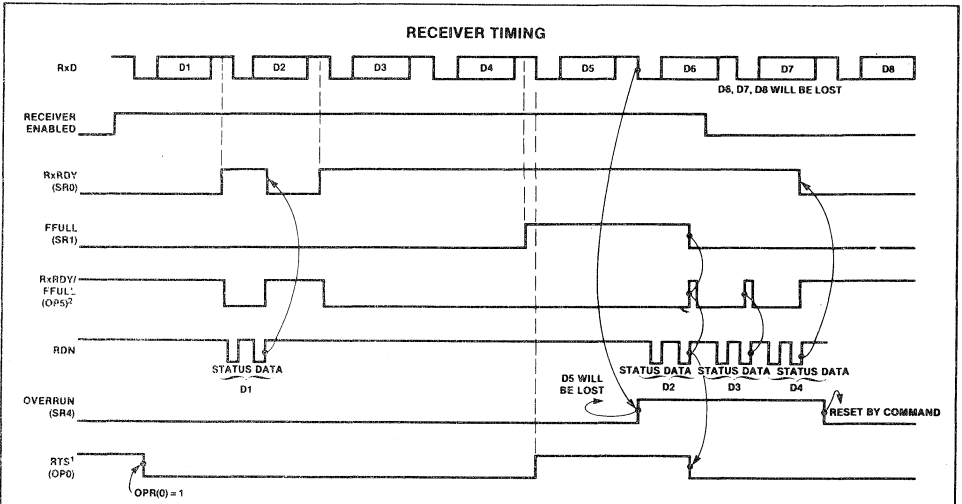 RECEIVER TIMING
RxD
D1 D2 D3 D4 D5 D6 D7 D8
D6, D7, D8 WILL BE LOST
RECEIVER
ENABLED
RxRDY
(SR0)
FFULL
(SR1)
RxRDY/
FFULL
(OP5)2
RDN
STATUS DATA
D1
STATUS DATA STATUS DATA STATUS DATA
D2 D3 D4
D5 WILL
BE LOST
OVERRUN
(SR4)
RESET BY COMMAND
RTS1
(OP0)
OPR(0) = 1